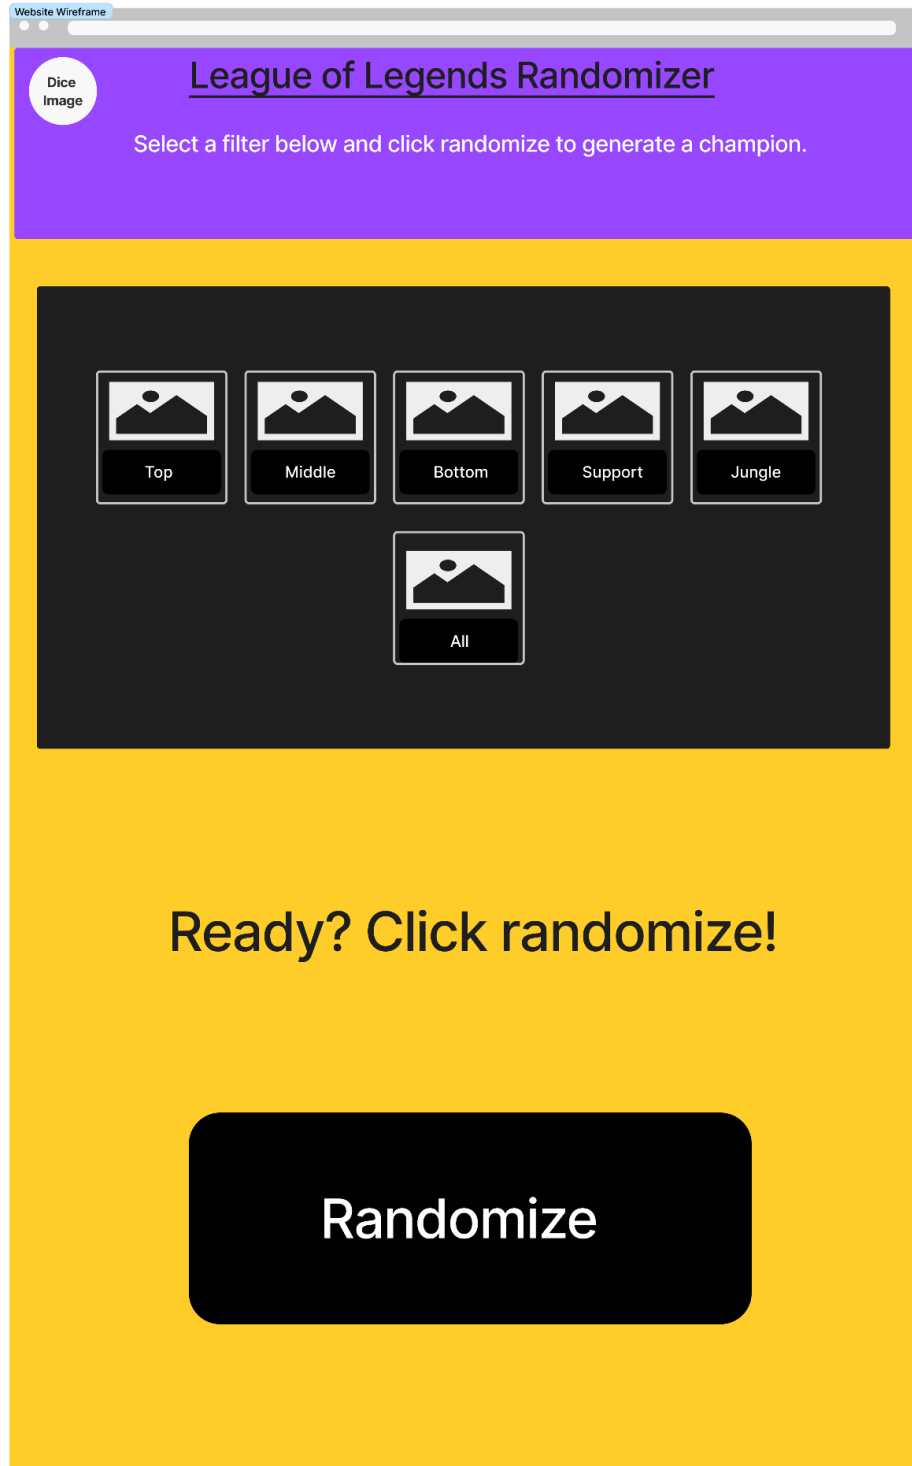 Website Wireframe
Dice
Image
League of Legends Randomizer
Select a filter below and click randomize to generate a champion.
Top
Middle
Bottom
Support
Jungle
All
Ready? Click randomize!
Randomize